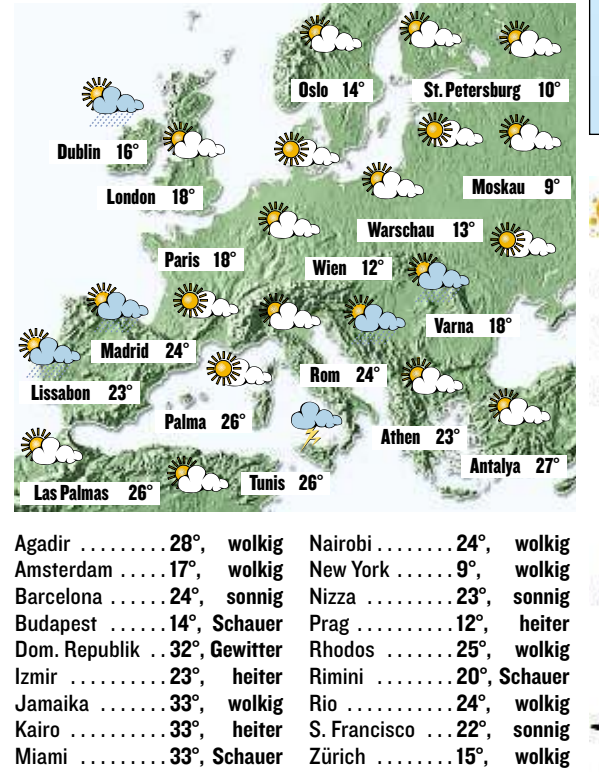 Oslo 14°
St. Petersburg 10°
Dublin 16°
London 18°
Moskau 9°
Warschau 13°
Paris 18°
Wien 12°
Varna 18°
Madrid 24°
Lissabon 23°
Rom 24°
Palma 26°
Athen 23°
Antalya 27°
Las Palmas 26°
Tunis 26°
Agadir ......... 28°, wolkig
Amsterdam ..... 17°, wolkig
Barcelona ...... 24°, sonnig
Budapest ...... 14°, Schauer
Dom. Republik .. 32°, Gewitter
Izmir .......... 23°, heiter
Jamaika ....... 33°, wolkig
Kairo .......... 33°, heiter
Miami ......... 33°, Schauer
Nairobi ........ 24°, wolkig
New York ...... 9°, wolkig
Nizza ......... 23°, sonnig
Prag .......... 12°, heiter
Rhodos ....... 25°, wolkig
Rimini ........ 20°, Schauer
Rio ........... 24°, wolkig
S. Francisco ... 22°, sonnig
Zürich ........ 15°, wolkig